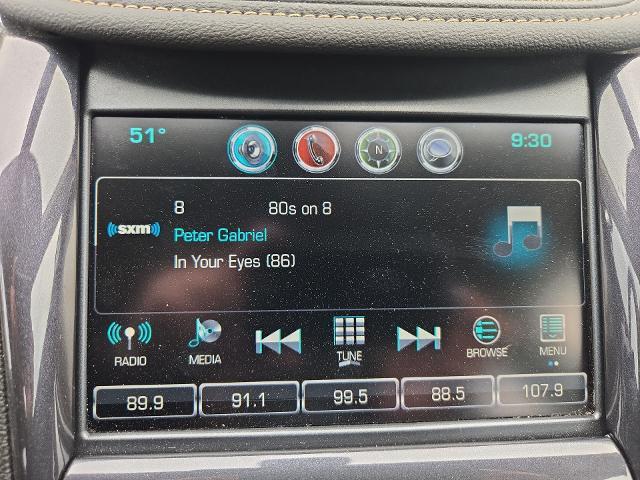 51° 9:30
N
8 80s on 8
((sxm))
Peter Gabriel
In Your Eyes (86)
RADIO MEDIA TUNE BROWSE MENU
89.9 91.1 99.5 88.5 107.9